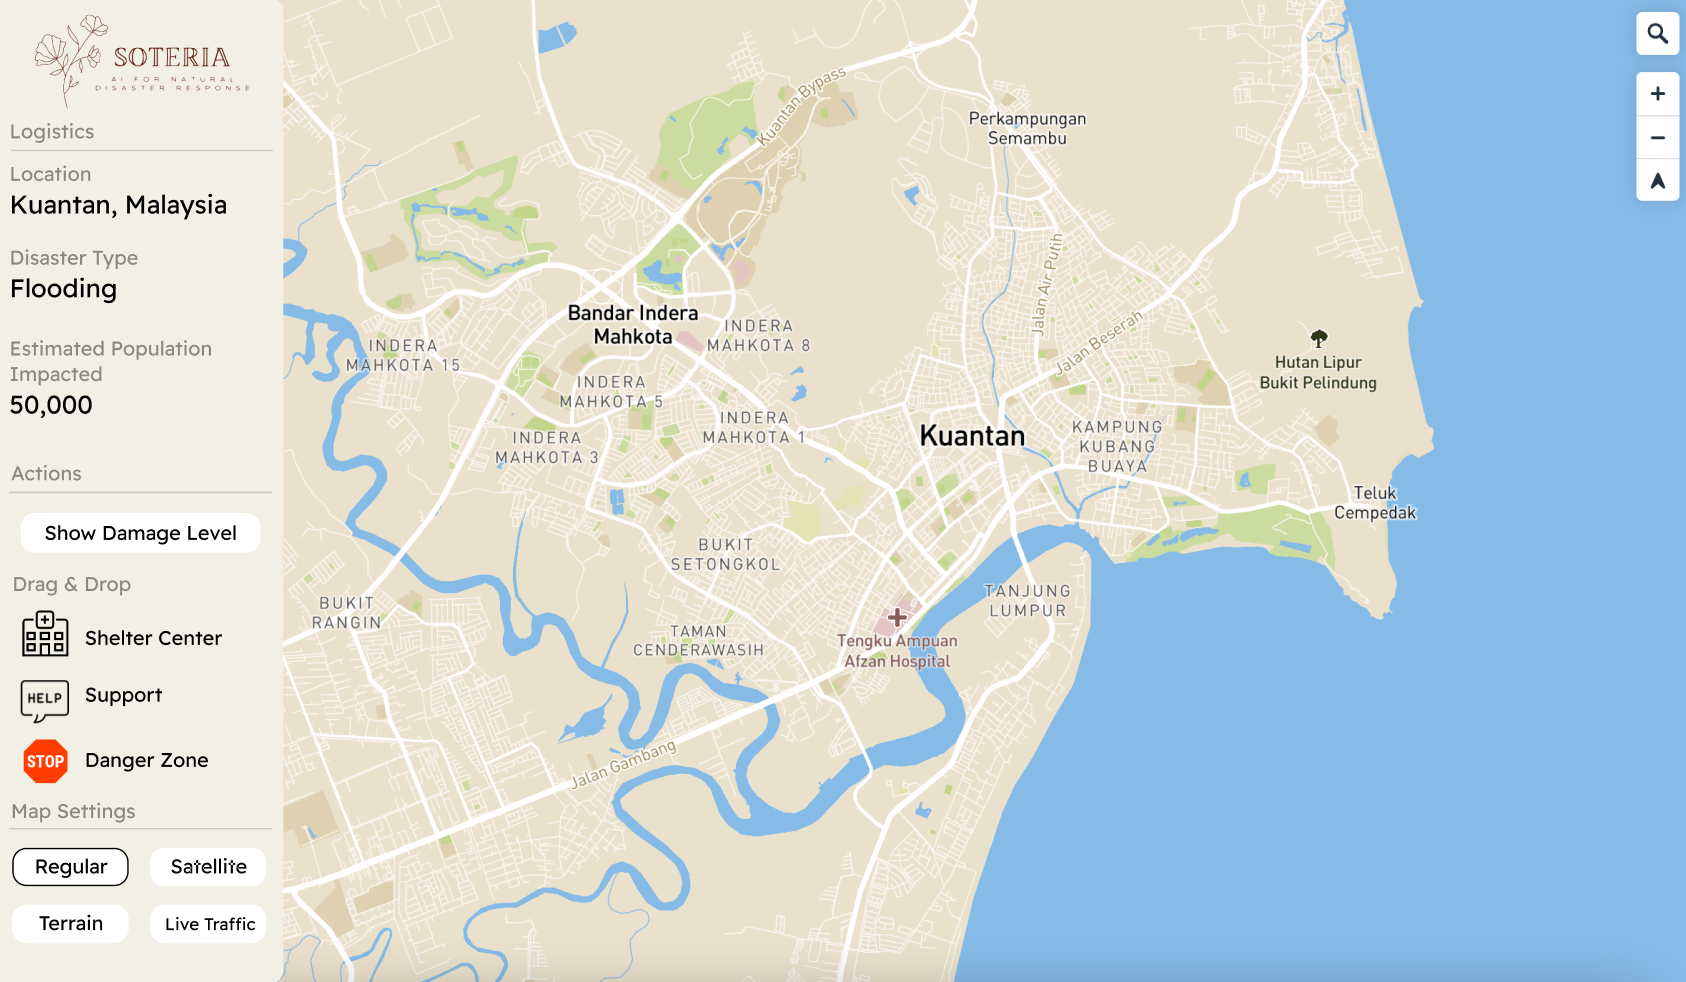 SOTERIA
AI FOR NATURAL
DISASTER RESPONSE
Logistics
Location
Kuantan, Malaysia
Disaster Type
Flooding
Estimated Population
Impacted
50,000
Actions
Show Damage Level
Drag & Drop
Shelter Center
HELP
Support
STOP
Danger Zone
Map Settings
Regular
Satellite
Terrain
Live Traffic
Kuantan Bypass
Perkampungan
Semambu
Jalan Air Putih
Bandar Indera
Mahkota
INDERA
MAHKOTA 8
INDERA
MAHKOTA 15
Jalan Beserah
Hutan Lipur
Bukit Pelindung
INDERA
MAHKOTA 5
INDERA
MAHKOTA 1
INDERA
MAHKOTA 3
Kuantan
KAMPUNG
KUBANG
BUAYA
Teluk
Cempedak
BUKIT
SETONGKOL
BUKIT
RANGIN
TANJUNG
LUMPUR
TAMAN
CENDERAWASIH
Tengku Ampuan
Afzan Hospital
Jalan Gambang